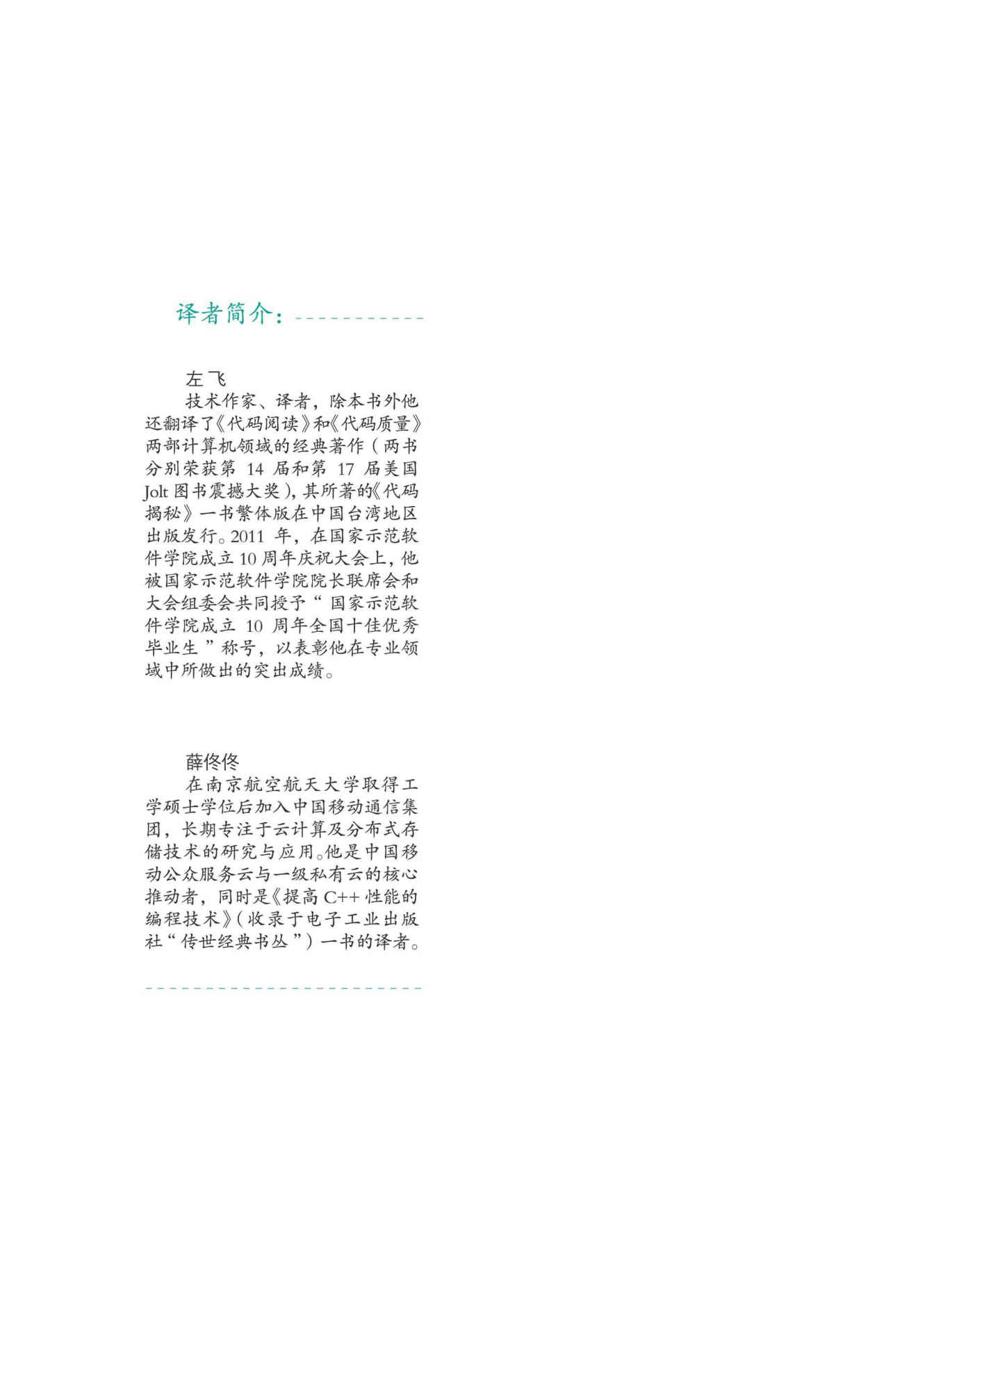 译者简介：
左 飞
技术作家、译者，除本书外他
还翻译了《代码阅读》和《代码质量》
两部计算机领域的经典著作（两书
分别荣获第 14 届和第 17 届美国
Jolt 图书震撼大奖），其所著的《代码
揭秘》一书繁体版在中国台湾地区
出版发行。2011 年，在国家示范软
件学院成立 10 周年庆祝大会上，他
被国家示范软件学院院长联席会和
大会组委会共同授予“ 国家示范软
件学院成立 10 周年全国十佳优秀
毕业生 ”称号，以表彰他在专业领
域中所做出的突出成绩。
薛佟佟
在南京航空航天大学取得工
学硕士学位后加入中国移动通信集
团，长期专注于云计算及分布式存
储技术的研究与应用。他是中国移
动公众服务云与一级私有云的核心
推动者，同时是《提高 C++ 性能的
编程技术》（收录于电子工业出版
社“传世经典书丛”）一书的译者。